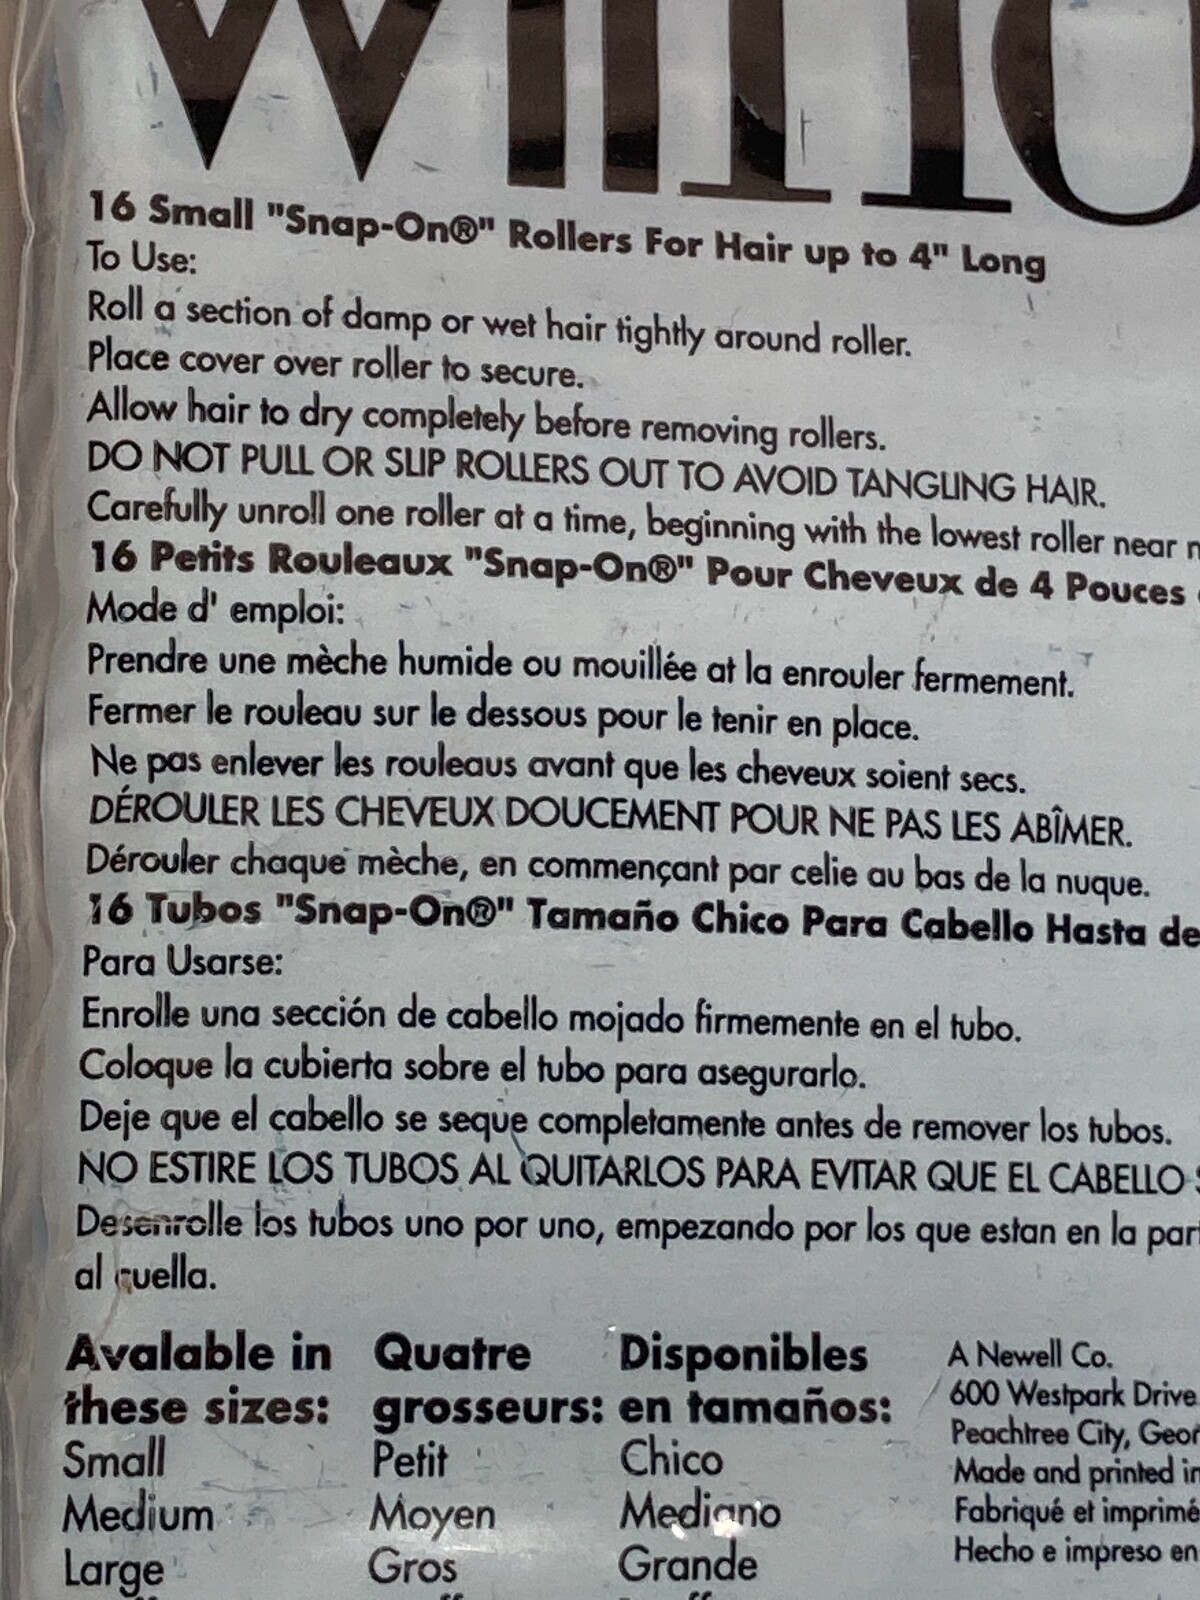 16 Small "Snap-On®" Rollers For Hair up to 4" Long
To Use:
Roll a section of damp or wet hair tightly around roller.
Place cover over roller to secure.
Allow hair to dry completely before removing rollers.
DO NOT PULL OR SLIP ROLLERS OUT TO AVOID TANGLING HAIR.
Carefully unroll one roller at a time, beginning with the lowest roller near
16 Petits Rouleaux "Snap-On®" Pour Cheveux de 4 Pouces
Mode d' emploi:
Prendre une mèche humide ou mouillée at la enrouler fermement.
Fermer le rouleau sur le dessous pour le tenir en place.
Ne pas enlever les rouleaus avant que les cheveux soient secs.
DÉROULER LES CHEVEUX DOUCEMENT POUR NE PAS LES ABÎMER.
Dérouler chaque mèche, en commençant par celie au bas de la nuque.
16 Tubos "Snap-On®" Tamaño Chico Para Cabello Hasta de
Para Usarse:
Enrolle una sección de cabello mojado firmemente en el tubo.
Coloque la cubierta sobre el tubo para asegurarlo.
Deje que el cabello se seque completamente antes de remover los tubos.
NO ESTIRE LOS TUBOS AL QUITARLOS PARA EVITAR QUE EL CABELLO
Desenrolle los tubos uno por uno, empezando por los que estan en la
al cuella.
Avalable in these sizes:
Small
Medium
Large
Quatre grosseurs:
Petit
Moyen
Gros
Disponibles en tamaños:
Chico
Mediano
Grande
A Newell Co.
600 Westpark Drive
Peachtree City,
Made and printed in
Fabriqué et imprimé
Hecho e impreso en